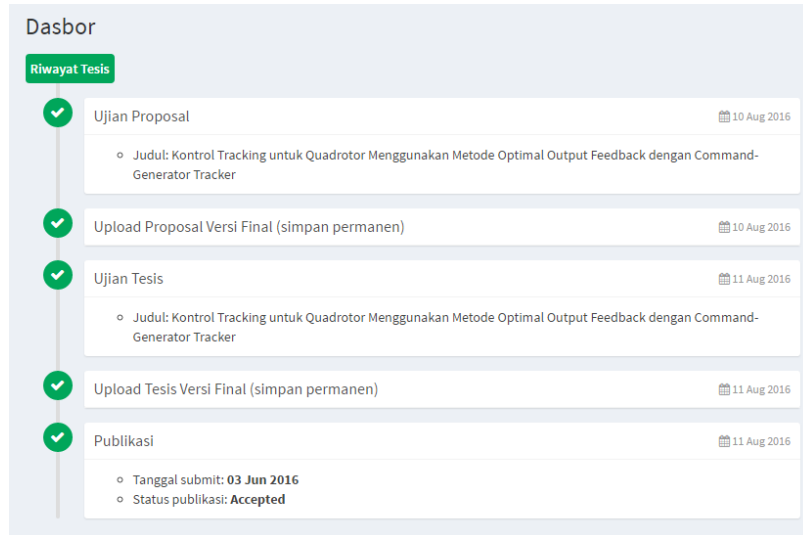 Dasbor
Riwayat Tesis
Ujian Proposal
10 Aug 2016
Judul: Kontrol Tracking untuk Quadrotor Menggunakan Metode Optimal Output Feedback dengan Command-
Generator Tracker
Upload Proposal Versi Final (simpan permanen)
10 Aug 2016
Ujian Tesis
11 Aug 2016
Judul: Kontrol Tracking untuk Quadrotor Menggunakan Metode Optimal Output Feedback dengan Command-
Generator Tracker
Upload Tesis Versi Final (simpan permanen)
11 Aug 2016
Publikasi
11 Aug 2016
Tanggal submit: 03 Jun 2016
Status publikasi: Accepted